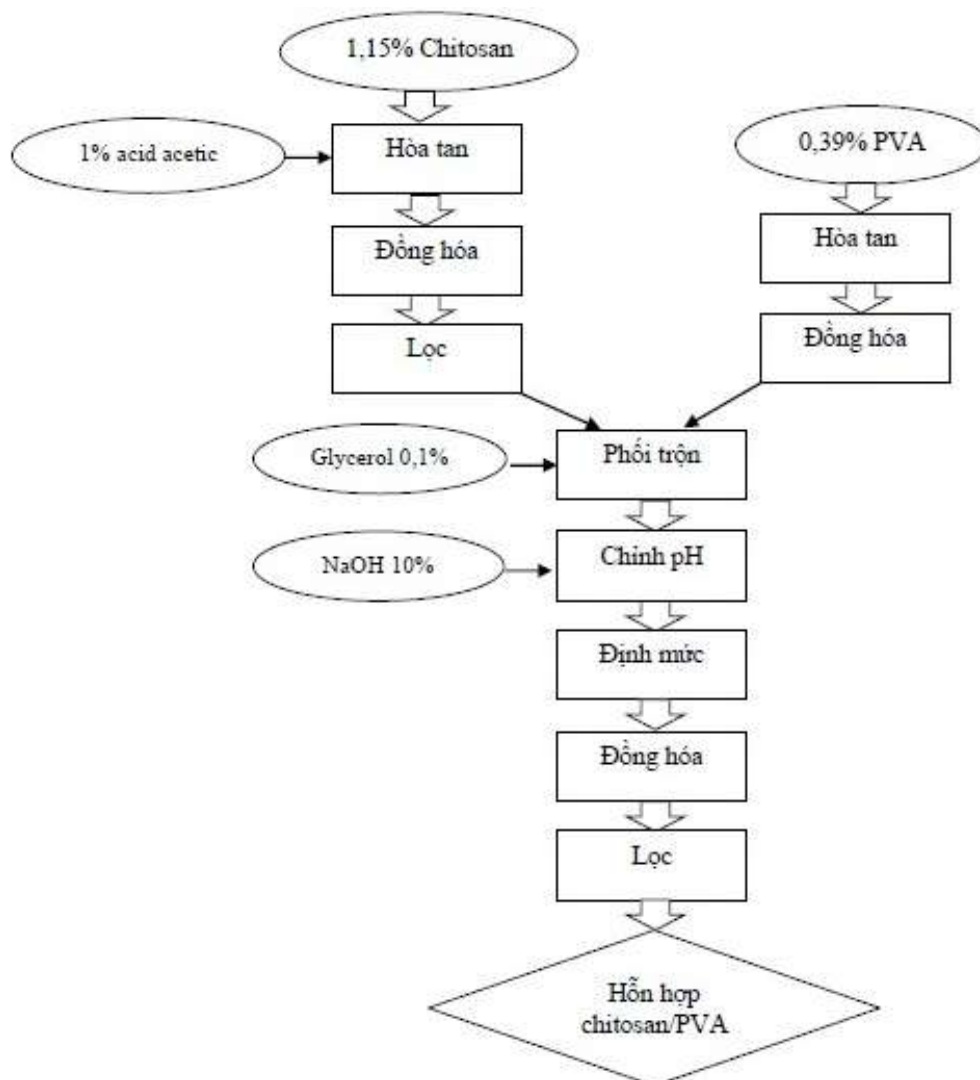 1,15% Chitosan
1% acid acetic
Hòa tan
0,39% PVA
Hòa tan
Đồng hóa
Đồng hóa
Lọc
Phối trộn
Glycerol 0,1%
Chỉnh pH
NaOH 10%
Định mức
Đồng hóa
Lọc
Hỗn hợp
chitosan/PVA